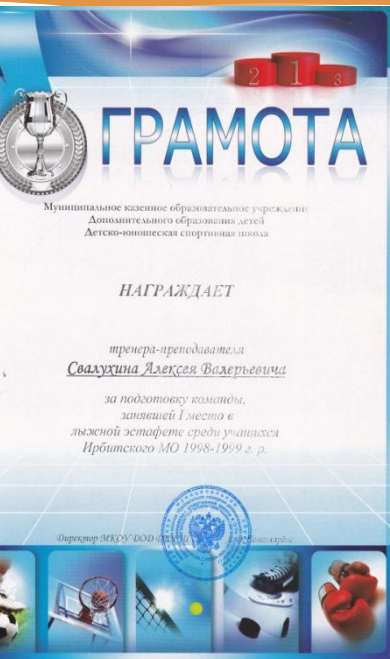 2 1 3
ГРАМОТА
Муниципальное казенное образовательное учреждение
Дополнительного образования детей
Детско-юношеская спортивная школа
НАГРАЖДАЕТ
тренера-преподавателя
Свалухина Алексея Валерьевича
за подготовку команды,
занявшей I место в
лыжной эстафете среди учащихся
Ирбитского МО 1998-1999 г. р.
Директор МКОУ DOD